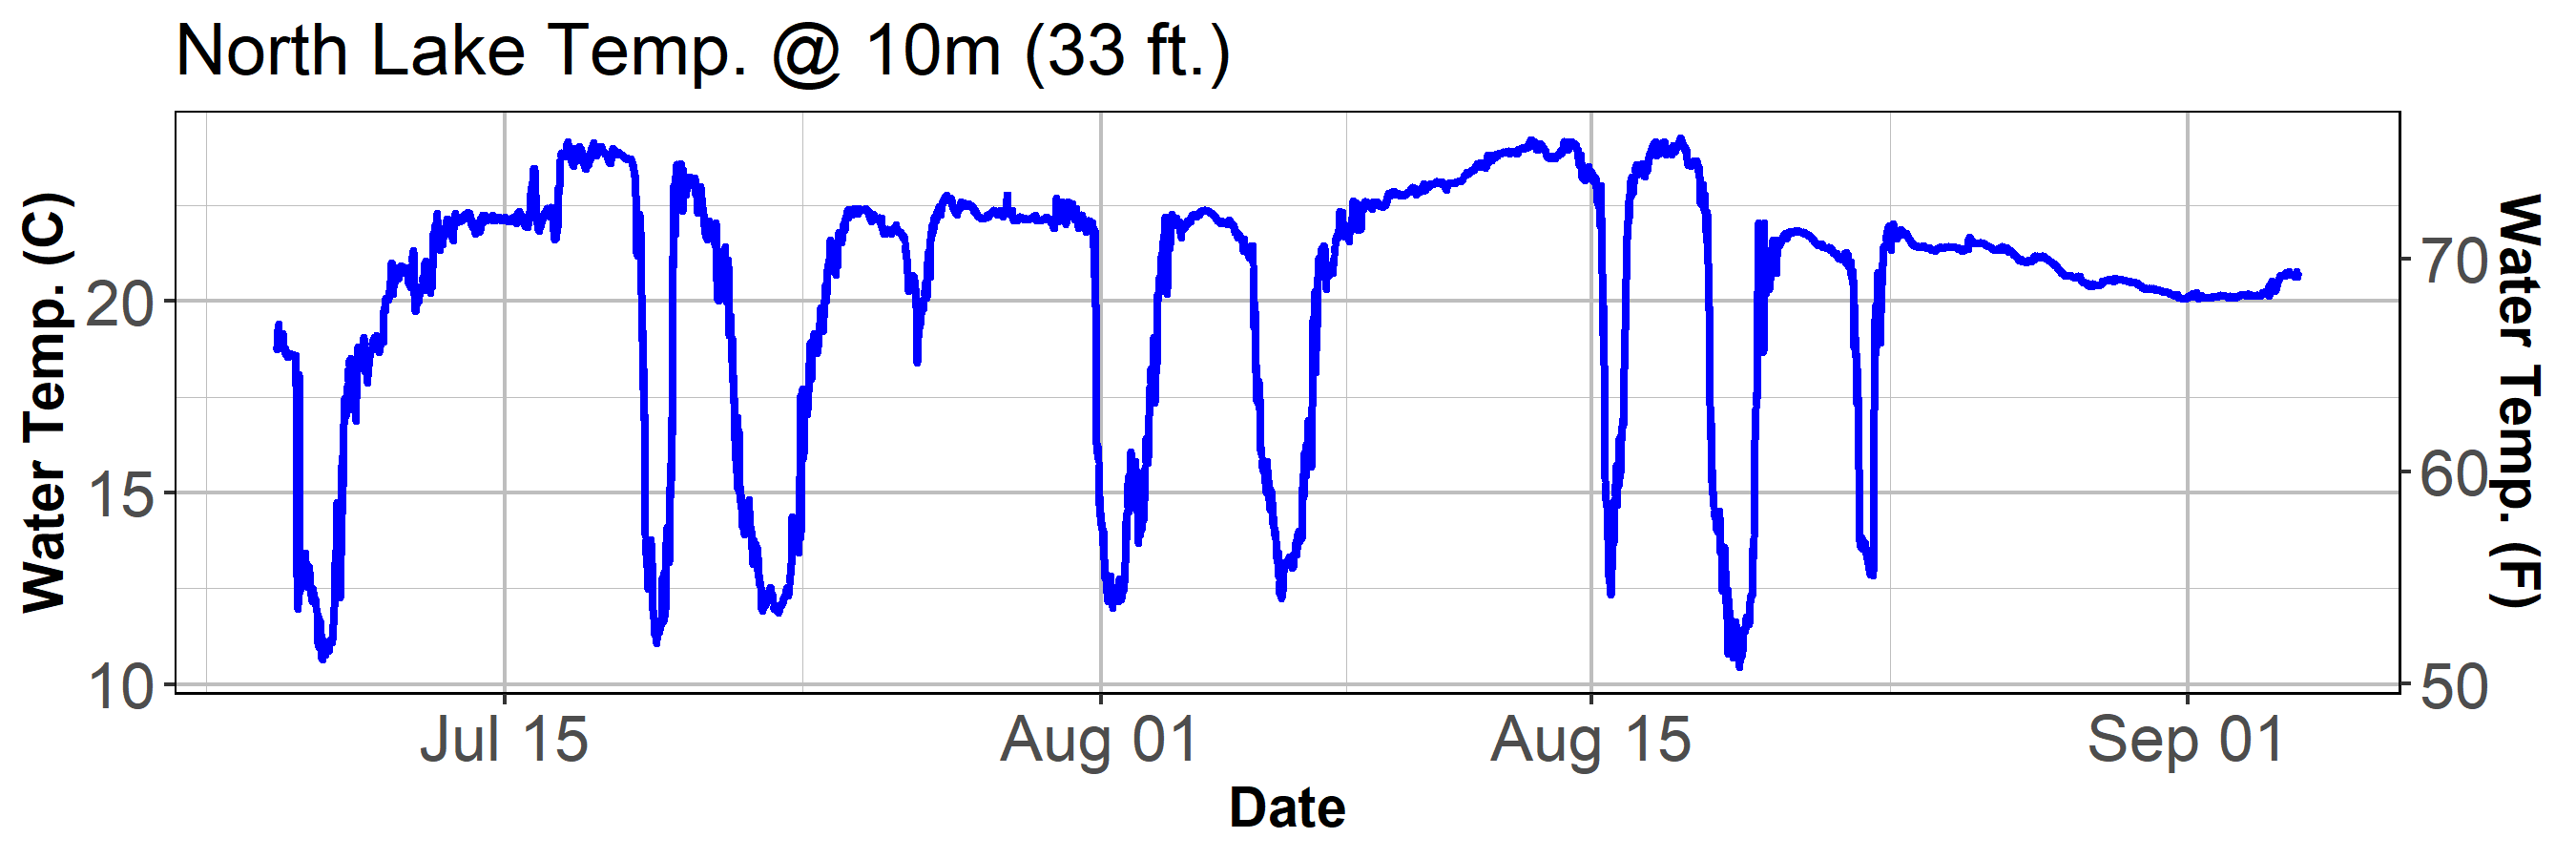 North Lake Temp. @ 10m (33 ft.)
Water Temp. (C)
20
15
10
70
60
50
Water Temp. (F)
Jul 15
Aug 01
Aug 15
Sep 01
Date